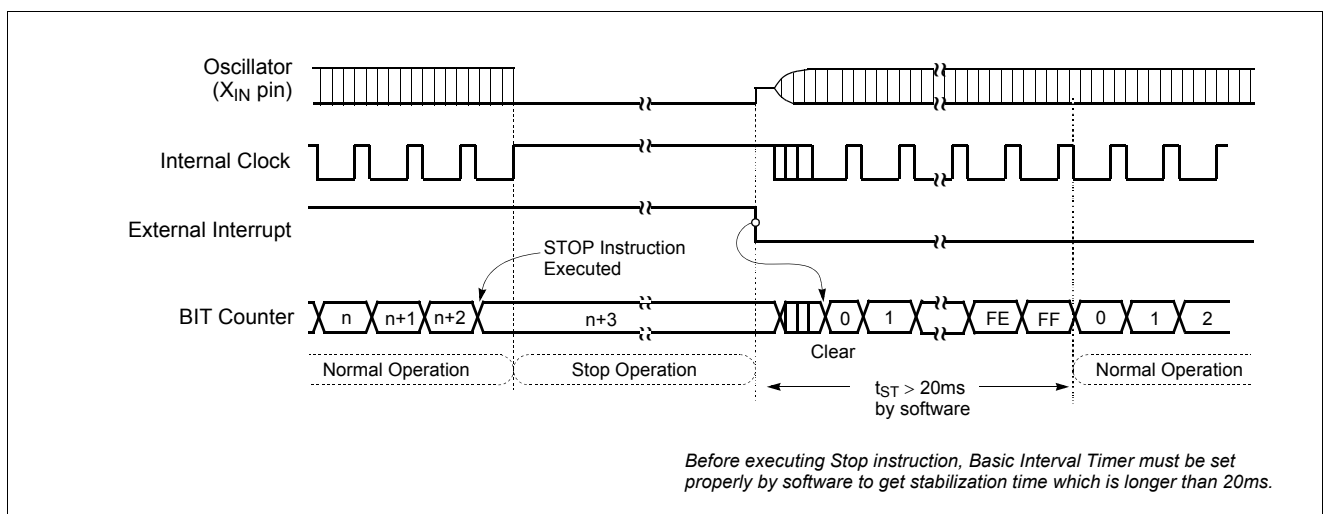 Oscillator
(XIN pin)
Internal Clock
External Interrupt
STOP Instruction
Executed
BIT Counter
n n+1 n+2 n+3 0 1 FE FF 0 1 2
Clear
Normal Operation Stop Operation Normal Operation
tST > 20ms
by software
Before executing Stop instruction, Basic Interval Timer must be set
properly by software to get stabilization time which is longer than 20ms.